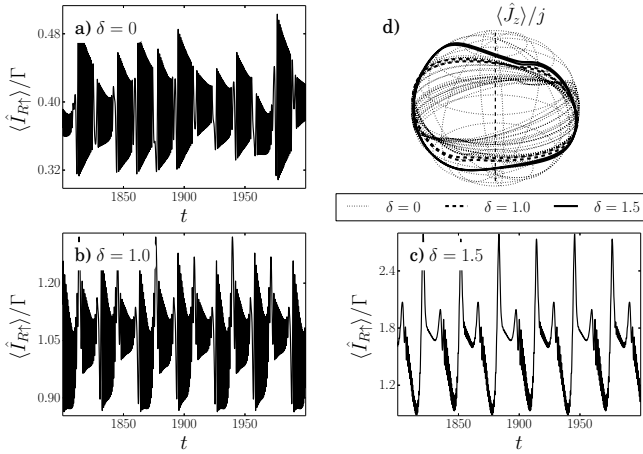 a) δ = 0
⟨Î_{R↑}⟩/Γ
0.48
0.40
0.32
1850 1900 1950
t
d)
⟨Ĵ_z⟩/j
δ = 0 δ = 1.0 δ = 1.5
b) δ = 1.0
⟨Î_{R↑}⟩/Γ
1.20
1.05
0.90
1850 1900 1950
t
c) δ = 1.5
⟨Î_{R↑}⟩/Γ
2.4
1.8
1.2
1850 1900 1950
t